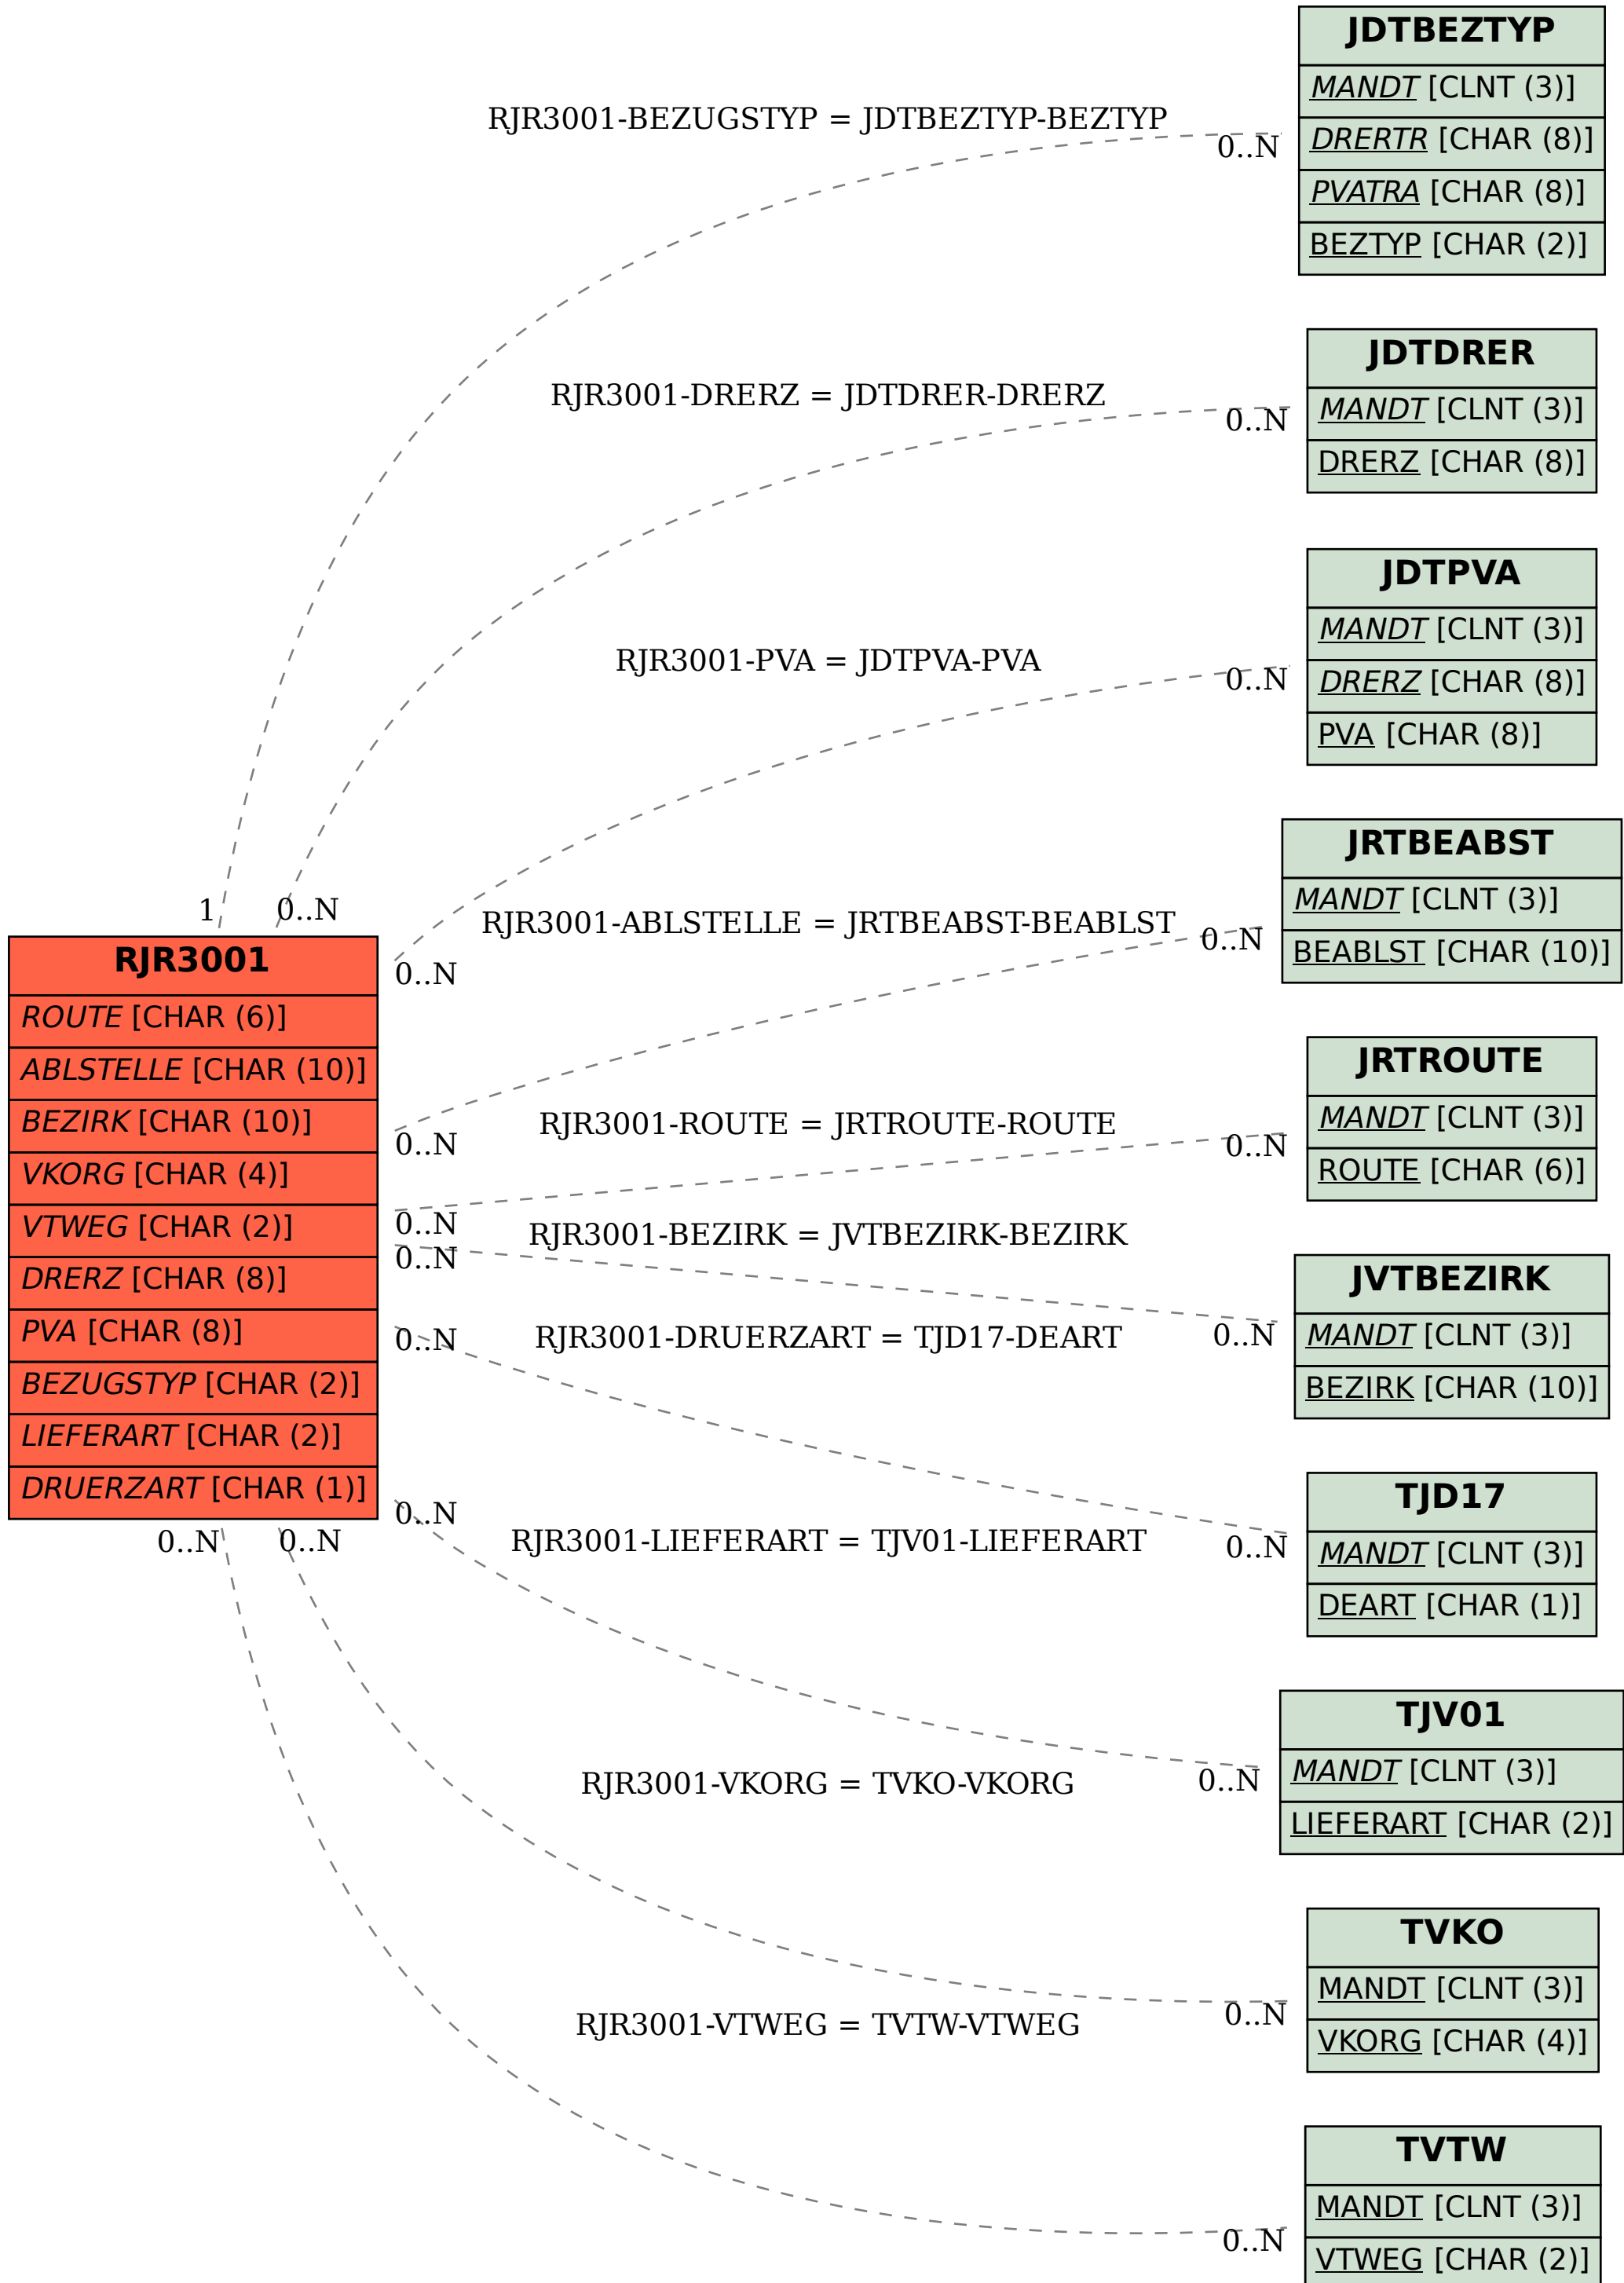 JDTBEZTYP
MANDT [CLNT (3)]
DRERTR [CHAR (8)]
PVATRA [CHAR (8)]
BEZTYP [CHAR (2)]
RJR3001-BEZUGSTYP = JDTBEZTYP-BEZTYP
0..N
1
JDTDRER
MANDT [CLNT (3)]
DRERZ [CHAR (8)]
RJR3001-DRERZ = JDTDRER-DRERZ
0..N
0..N
JDTPVA
MANDT [CLNT (3)]
DRERZ [CHAR (8)]
PVA [CHAR (8)]
RJR3001-PVA = JDTPVA-PVA
0..N
0..N
JRTBEABST
MANDT [CLNT (3)]
BEABLST [CHAR (10)]
RJR3001-ABLSTELLE = JRTBEABST-BEABLST
0..N
0..N
RJR3001
ROUTE [CHAR (6)]
ABLSTELLE [CHAR (10)]
BEZIRK [CHAR (10)]
VKORG [CHAR (4)]
VTWEG [CHAR (2)]
DRERZ [CHAR (8)]
PVA [CHAR (8)]
BEZUGSTYP [CHAR (2)]
LIEFERART [CHAR (2)]
DRUERZART [CHAR (1)]
JRTROUTE
MANDT [CLNT (3)]
ROUTE [CHAR (6)]
RJR3001-ROUTE = JRTROUTE-ROUTE
0..N
0..N
JVTBEZIRK
MANDT [CLNT (3)]
BEZIRK [CHAR (10)]
RJR3001-BEZIRK = JVTBEZIRK-BEZIRK
0..N
0..N
TJD17
MANDT [CLNT (3)]
DEART [CHAR (1)]
RJR3001-DRUERZART = TJD17-DEART
0..N
0..N
TJV01
MANDT [CLNT (3)]
LIEFERART [CHAR (2)]
RJR3001-LIEFERART = TJV01-LIEFERART
0..N
0..N
TVKO
MANDT [CLNT (3)]
VKORG [CHAR (4)]
RJR3001-VKORG = TVKO-VKORG
0..N
0..N
TVTW
MANDT [CLNT (3)]
VTWEG [CHAR (2)]
RJR3001-VTWEG = TVTW-VTWEG
0..N
0..N